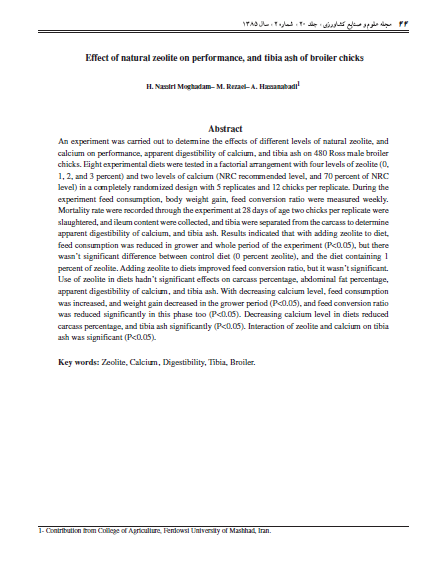 ۲۴ مجله علوم و صنایع کشاورزی ، جلد ۲۰ ، شماره ۲ ، سال ۱۳۸۵
Effect of natural zeolite on performance, and tibia ash of broiler chicks
H. Nassiri Moghadam– M. Rezaei– A. Hassanabadi1
Abstract
An experiment was carried out to determine the effects of different levels of natural zeolite, and
calcium on performance, apparent digestibility of calcium, and tibia ash on 480 Ross male broiler
chicks. Eight experimental diets were tested in a factorial arrangement with four levels of zeolite (0,
1, 2, and 3 percent) and two levels of calcium (NRC recommended level, and 70 percent of NRC
level) in a completely randomized design with 5 replicates and 12 chicks per replicate. During the
experiment feed consumption, body weight gain, feed conversion ratio were measured weekly.
Mortality rate were recorded through the experiment at 28 days of age two chicks per replicate were
slaughtered, and ileum content were collected, and tibia were separated from the carcass to determine
apparent digestibility of calcium, and tibia ash. Results indicated that with adding zeolite to diet,
feed consumption was reduced in grower and whole period of the experiment (P<0.05), but there
wasn't significant difference between control diet (0 percent zeolite), and the diet containing 1
percent of zeolite. Adding zeolite to diets improved feed conversion ratio, but it wasn't significant.
Use of zeolite in diets hadn't significant effects on carcass percentage, abdominal fat percentage,
apparent digestibility of calcium, and tibia ash. With decreasing calcium level, feed consumption
was increased, and weight gain decreased in the grower period (P<0.05), and feed conversion ratio
was reduced significantly in this phase too (P<0.05). Decreasing calcium level in diets reduced
carcass percentage, and tibia ash significantly (P<0.05). Interaction of zeolite and calcium on tibia
ash was significant (P<0.05).
Key words: Zeolite, Calcium, Digestibility, Tibia, Broiler.
1- Contribution from College of Agriculture, Ferdowsi University of Mashhad, Iran.